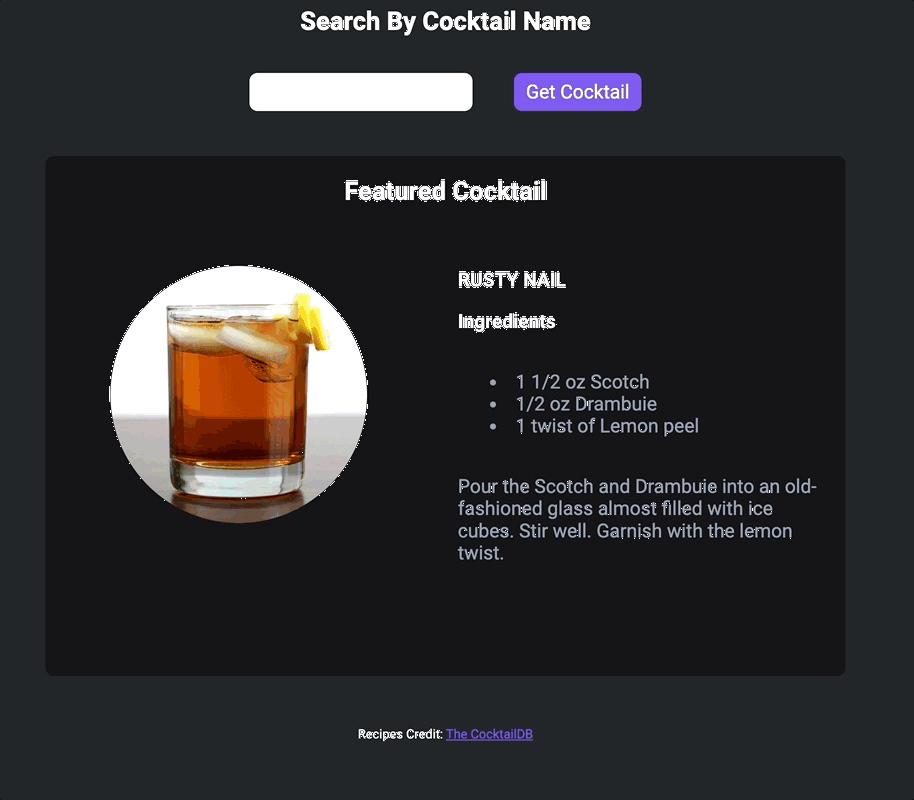 Search By Cocktail Name
Get Cocktail
Featured Cocktail
RUSTY NAIL
Ingredients
• 1 1/2 oz Scotch
• 1/2 oz Drambuie
• 1 twist of Lemon peel
Pour the Scotch and Drambuie into an old-
fashioned glass almost filled with ice
cubes. Stir well. Garnish with the lemon
twist.
Recipes Credit: The CocktailDB